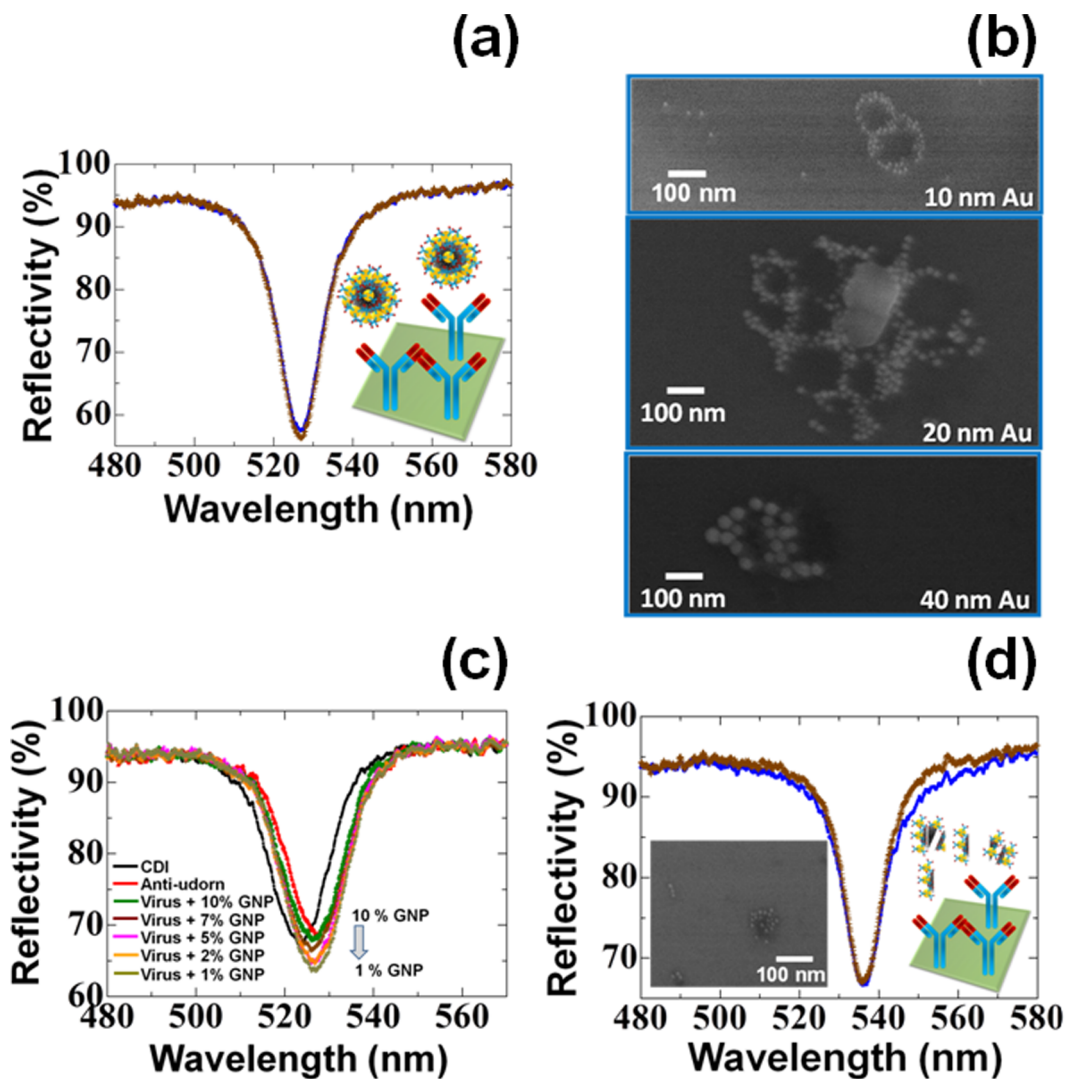 (a)
100
90
80
70
60
Reflectivity (%)
480 500 520 540 560 580
Wavelength (nm)
(b)
100 nm
10 nm Au
100 nm
20 nm Au
100 nm
40 nm Au
(c)
100
90
80
70
60
Reflectivity (%)
CDI
Anti-udorn
Virus + 10% GNP
Virus + 7% GNP
Virus + 5% GNP
Virus + 2% GNP
Virus + 1% GNP
10 % GNP
1 % GNP
480 500 520 540 560
Wavelength (nm)
(d)
100
90
80
70
Reflectivity (%)
100 nm
480 500 520 540 560 580
Wavelength (nm)